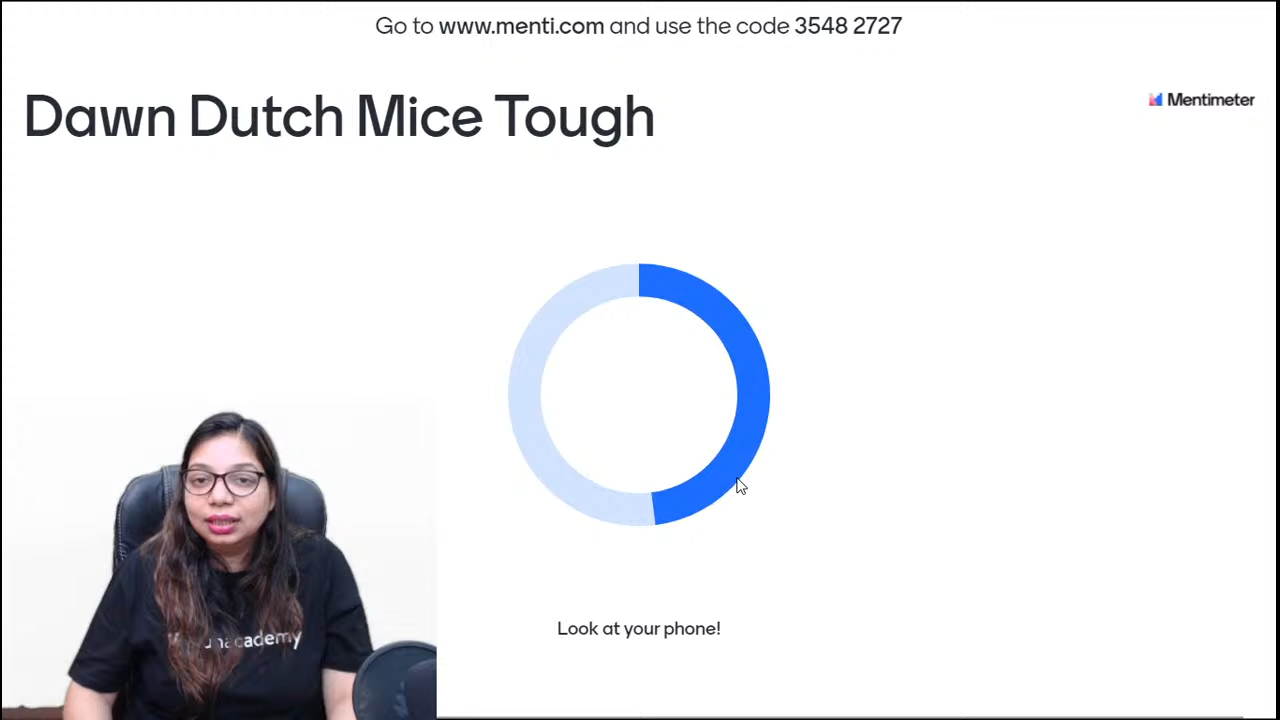 Go to www.menti.com and use the code 3548 2727
Dawn Dutch Mice Tough
Mentimeter
Look at your phone!